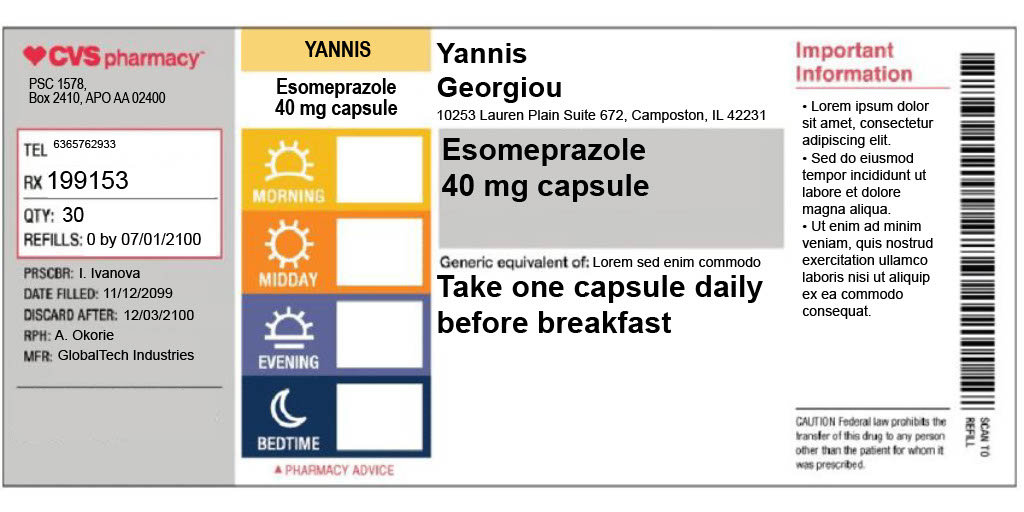 CVS pharmacy
PSC 1578,
Box 2410, APO AA 02400
TEL 6365762933
RX 199153
QTY: 30
REFILLS: 0 by 07/01/2100
PRSCBR: I. Ivanova
DATE FILLED: 11/12/2099
DISCARD AFTER: 12/03/2100
RPH: A. Okorie
MFR: GlobalTech Industries
YANNIS
Esomeprazole
40 mg capsule
MORNING
MIDDAY
EVENING
BEDTIME
▲ PHARMACY ADVICE
Yannis
Georgiou
10253 Lauren Plain Suite 672, Camposton, IL 42231
Esomeprazole
40 mg capsule
Generic equivalent of: Lorem sed enim commodo
Take one capsule daily
before breakfast
Important
Information
• Lorem ipsum dolor
sit amet, consectetur
adipiscing elit.
• Sed do eiusmod
tempor incididunt ut
labore et dolore
magna aliqua.
• Ut enim ad minim
veniam, quis nostrud
exercitation ullamco
laboris nisi ut aliquip
ex ea commodo
consequat.
CAUTION Federal law prohibits the
transfer of this drug to any person
other than the patient for whom it
was prescribed.
SCAN TO
REFILL